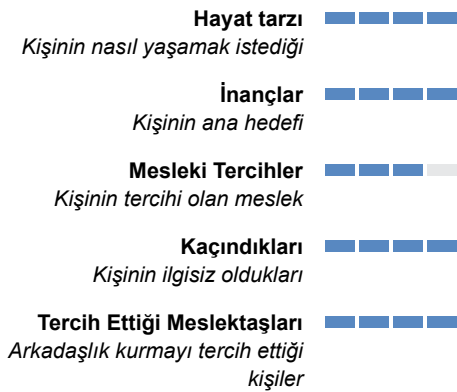 Hayat tarzı
Kişinin nasıl yaşamak istediği
İnançlar
Kişinin ana hedefi
Mesleki Tercihler
Kişinin tercihi olan meslek
Kaçındıkları
Kişinin ilgisiz oldukları
Tercih Ettiği Meslektaşları
Arkadaşlık kurmayı tercih ettiği
kişiler